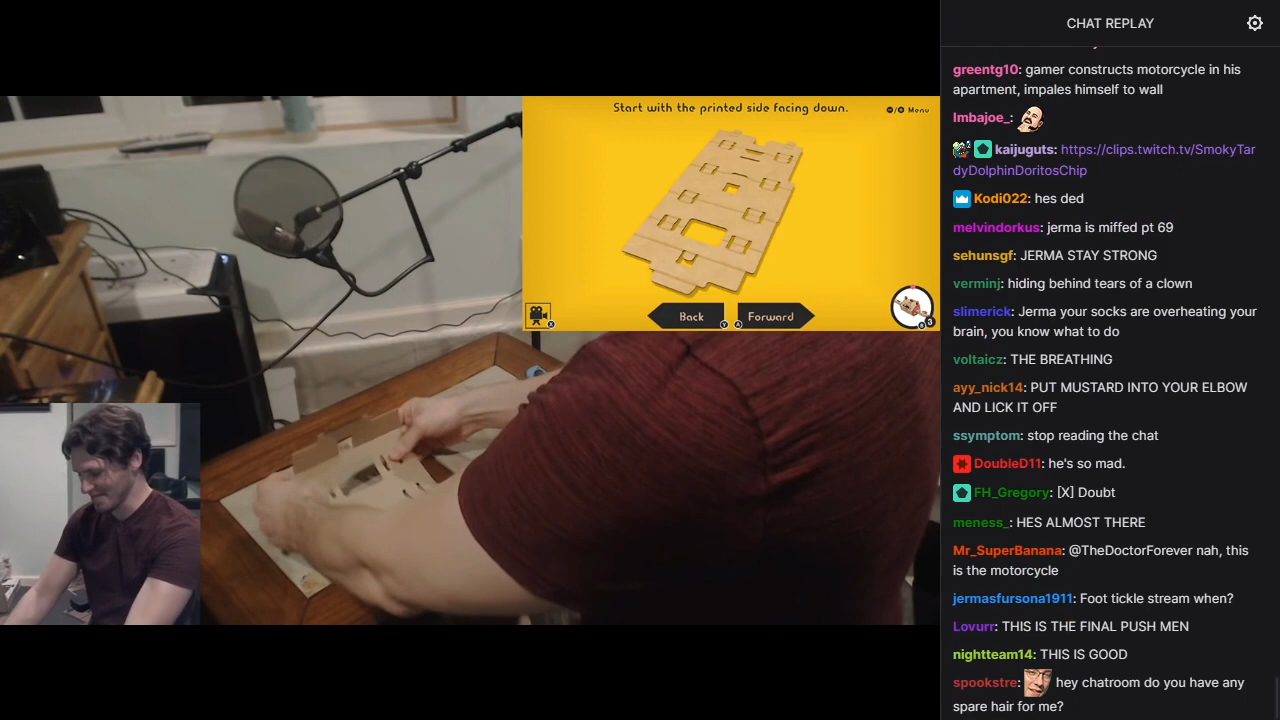 Start with the printed side facing down.
⊖/⊕ Menu
Back
Y
Forward
A
X
CHAT REPLAY
greentg10: gamer constructs motorcycle in his
apartment, impales himself to wall
Imbajoe_:
kaijuguts: https://clips.twitch.tv/SmokyTar
dyDolphinDoritosChip
Kodi022: hes ded
melvindorkus: jerma is miffed pt 69
sehunsgf: JERMA STAY STRONG
verminj: hiding behind tears of a clown
slimerick: Jerma your socks are overheating your
brain, you know what to do
voltaicz: THE BREATHING
ayy_nick14: PUT MUSTARD INTO YOUR ELBOW
AND LICK IT OFF
ssymptom: stop reading the chat
DoubleD11: he's so mad.
FH_Gregory: [X] Doubt
meness_: HES ALMOST THERE
Mr_SuperBanana: @TheDoctorForever nah, this
is the motorcycle
jermasfursona1911: Foot tickle stream when?
Lovurr: THIS IS THE FINAL PUSH MEN
nightteam14: THIS IS GOOD
spookstre: hey chatroom do you have any
spare hair for me?